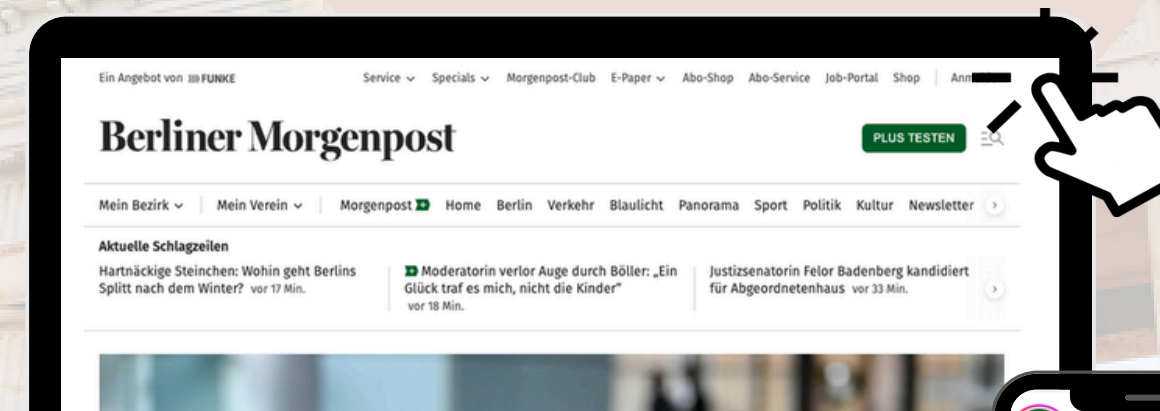 Ein Angebot von FUNKE Service Specials Morgenpost-Club E-Paper Abo-Shop Abo-Service Job-Portal Shop
Berliner Morgenpost
PLUS TESTEN
Mein Bezirk Mein Verein Morgenpost Home Berlin Verkehr Blaulicht Panorama Sport Politik Kultur Newsletter
Aktuelle Schlagzeilen
Hartnäckige Steinchen: Wohin geht Berlins
Splitt nach dem Winter? vor 17 Min.
Moderatorin verlor Auge durch Böller: „Ein
Glück traf es mich, nicht die Kinder“
vor 18 Min.
Justizsenatorin Felor Badenberg kandidiert
für Abgeordnetenhaus vor 33 Min.